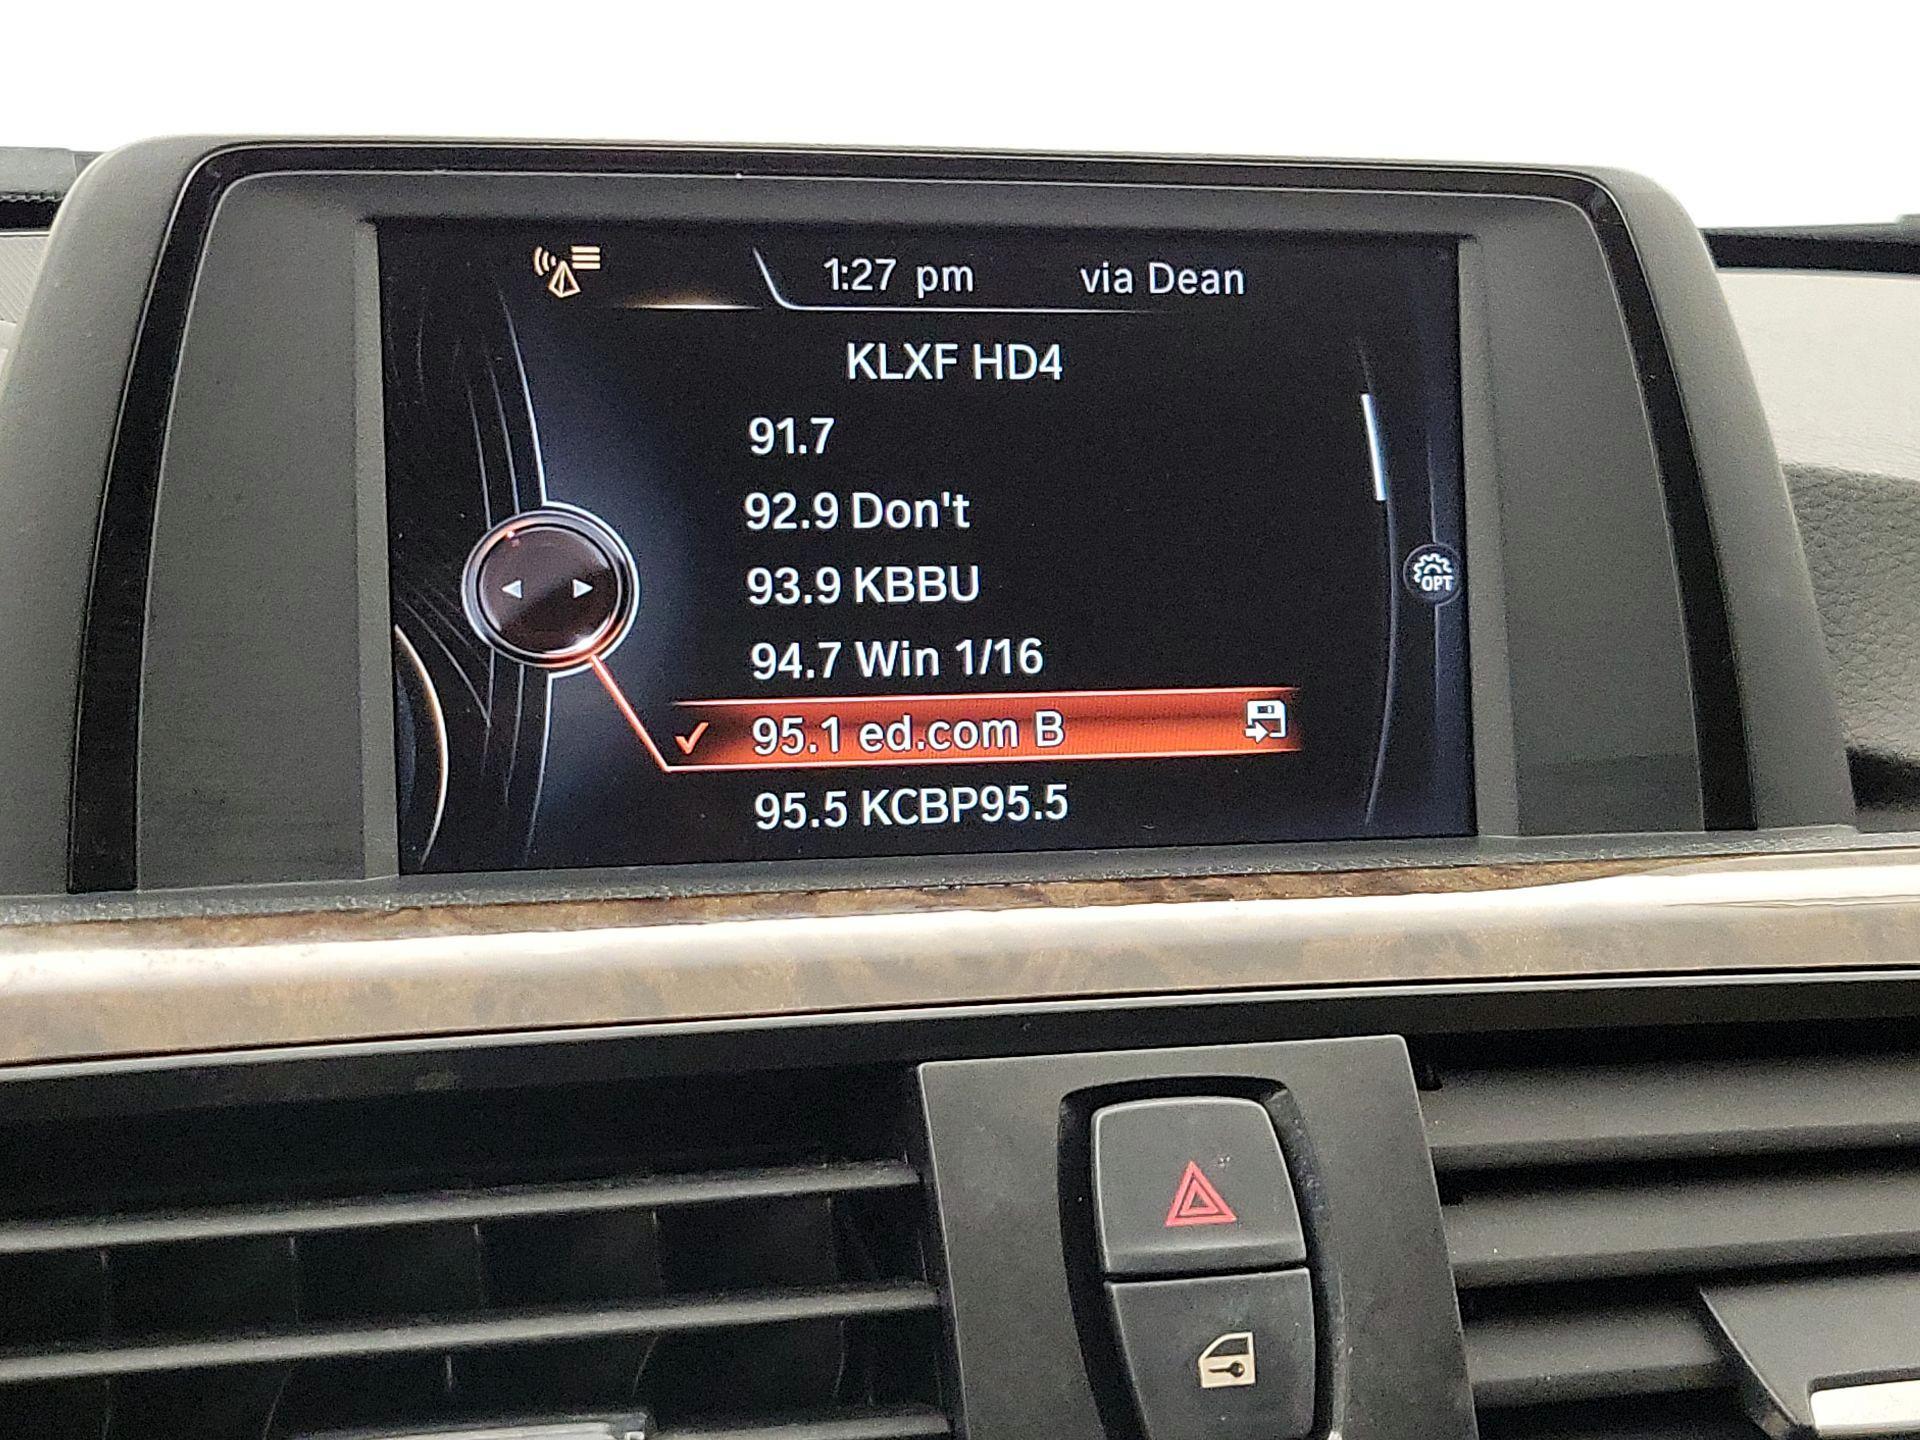 1:27 pm via Dean
KLXF HD4
91.7
92.9 Don't
93.9 KBBU
94.7 Win 1/16
95.1 ed.com B
95.5 KCBP95.5
OPT